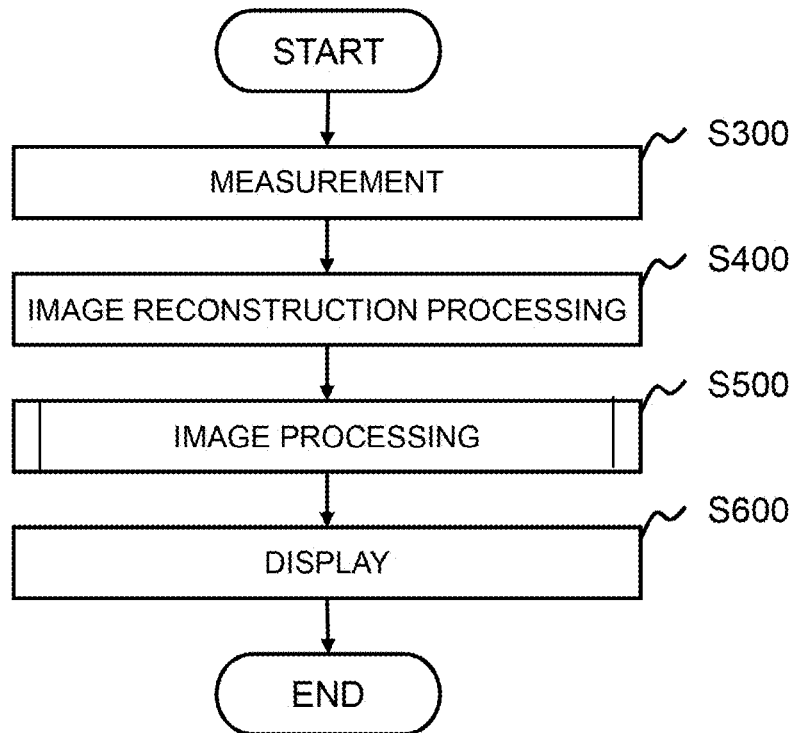 START
S300
MEASUREMENT
S400
IMAGE RECONSTRUCTION PROCESSING
S500
IMAGE PROCESSING
S600
DISPLAY
END